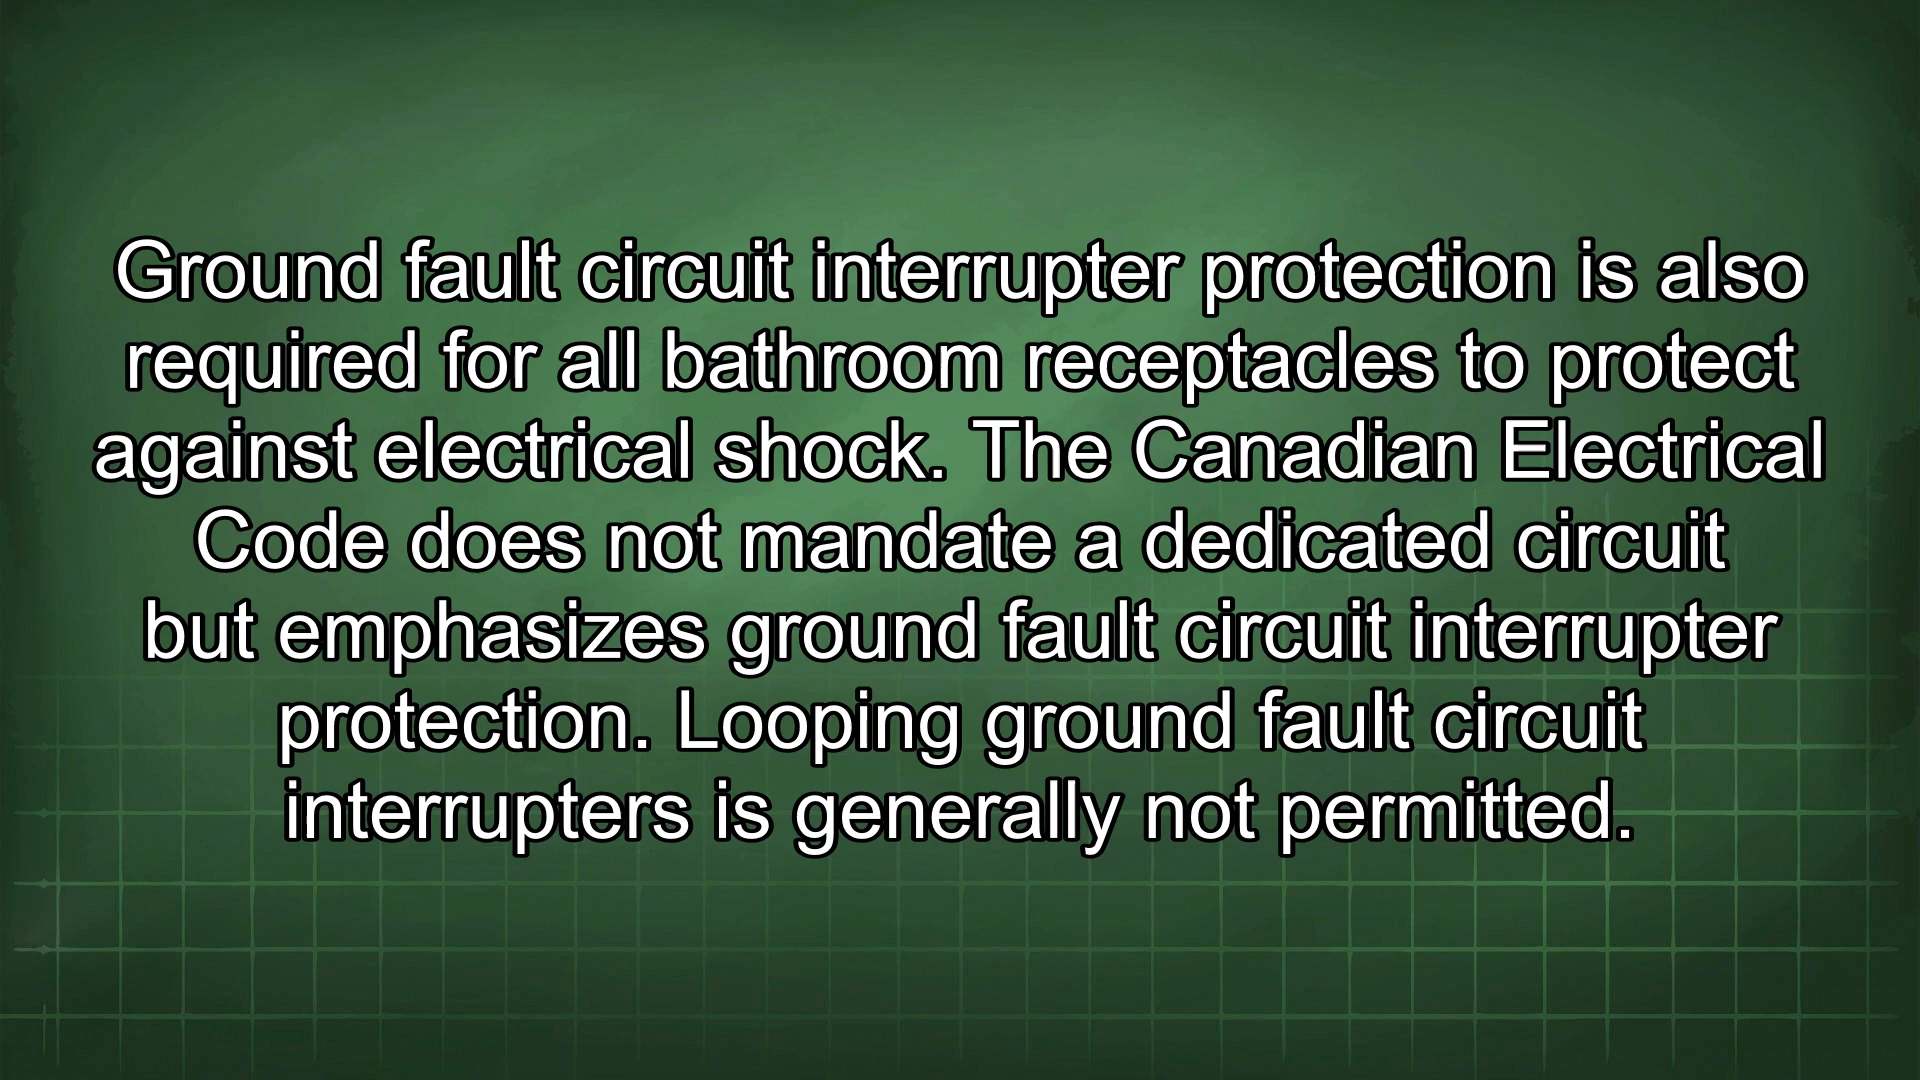 Ground fault circuit interrupter protection is also
required for all bathroom receptacles to protect
against electrical shock. The Canadian Electrical
Code does not mandate a dedicated circuit
but emphasizes ground fault circuit interrupter
protection. Looping ground fault circuit
interrupters is generally not permitted.